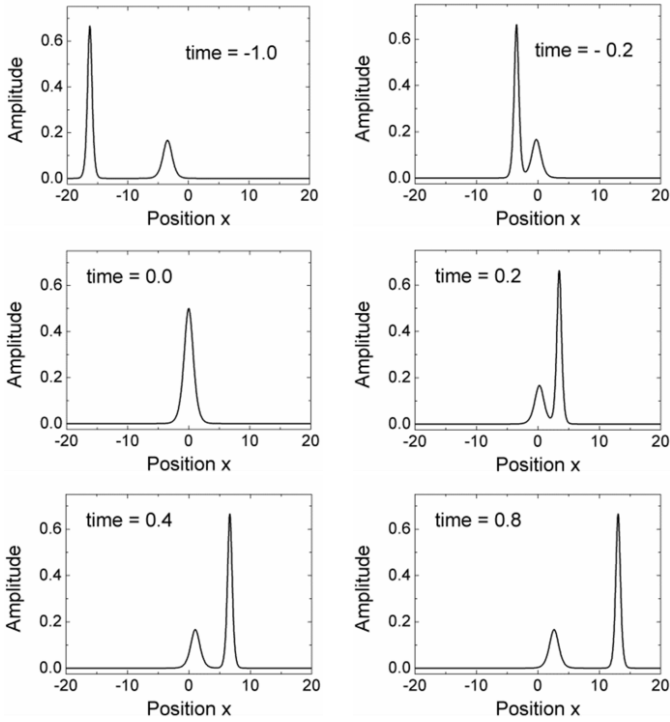 time = -1.0
Amplitude
0.6
0.4
0.2
0.0
-20 -10 0 10 20
Position x
time = - 0.2
Amplitude
0.6
0.4
0.2
0.0
-20 -10 0 10 20
Position x
time = 0.0
Amplitude
0.6
0.4
0.2
0.0
-20 -10 0 10 20
Position x
time = 0.2
Amplitude
0.6
0.4
0.2
0.0
-20 -10 0 10 20
Position x
time = 0.4
Amplitude
0.6
0.4
0.2
0.0
-20 -10 0 10 20
Position x
time = 0.8
Amplitude
0.6
0.4
0.2
0.0
-20 -10 0 10 20
Position x